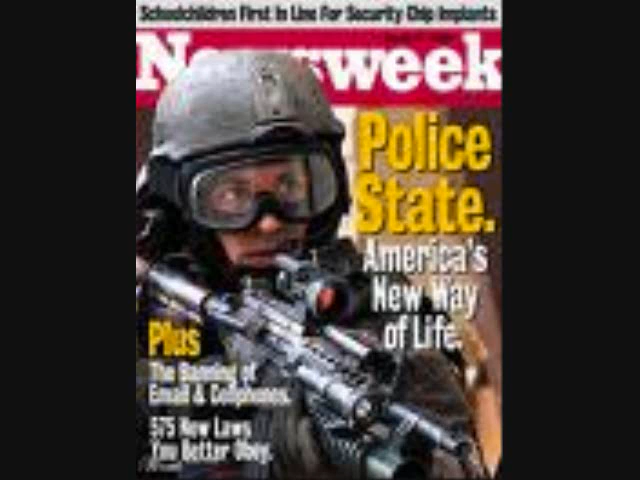 Schoolchildren First in Line For Security Chip Implants
Newsweek
Police
State.
America's
New Way
of Life.
Plus
The Banning of
Email & Cellphones.
575 New Laws
You Better Obey.